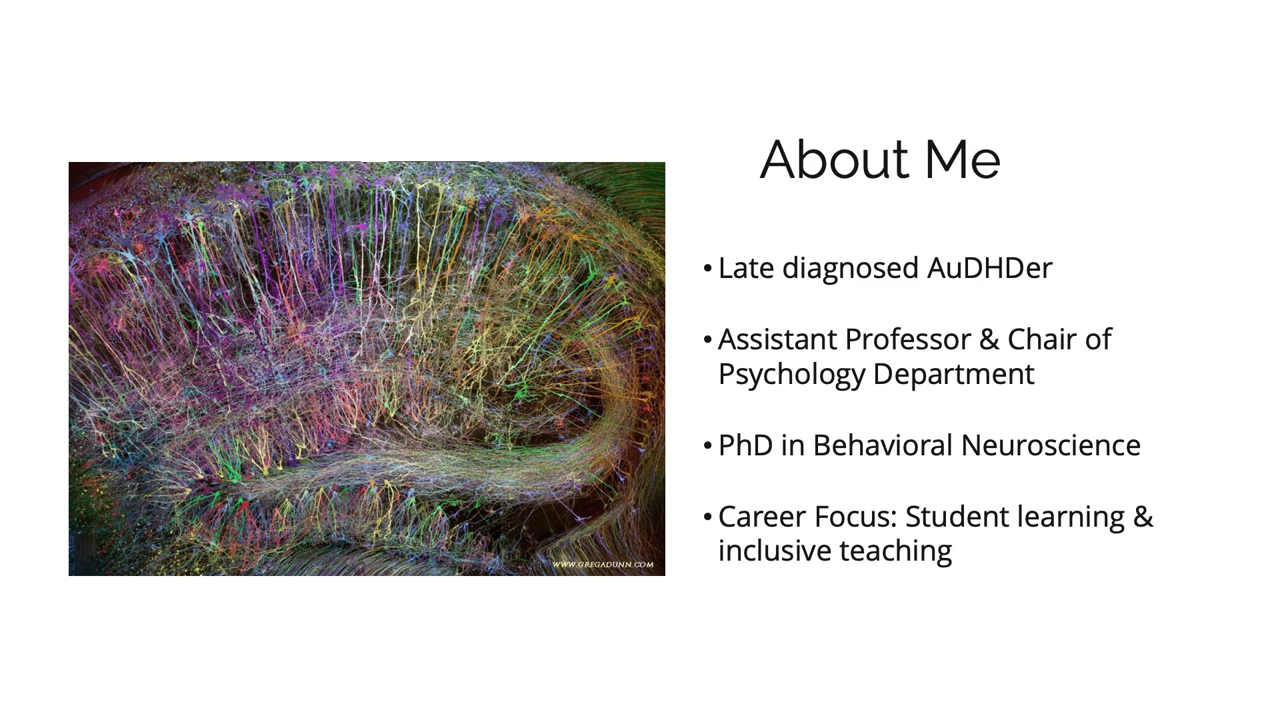 About Me
• Late diagnosed AuDHDer
• Assistant Professor & Chair of
Psychology Department
• PhD in Behavioral Neuroscience
• Career Focus: Student learning &
inclusive teaching
WWW.GREGADUNN.COM